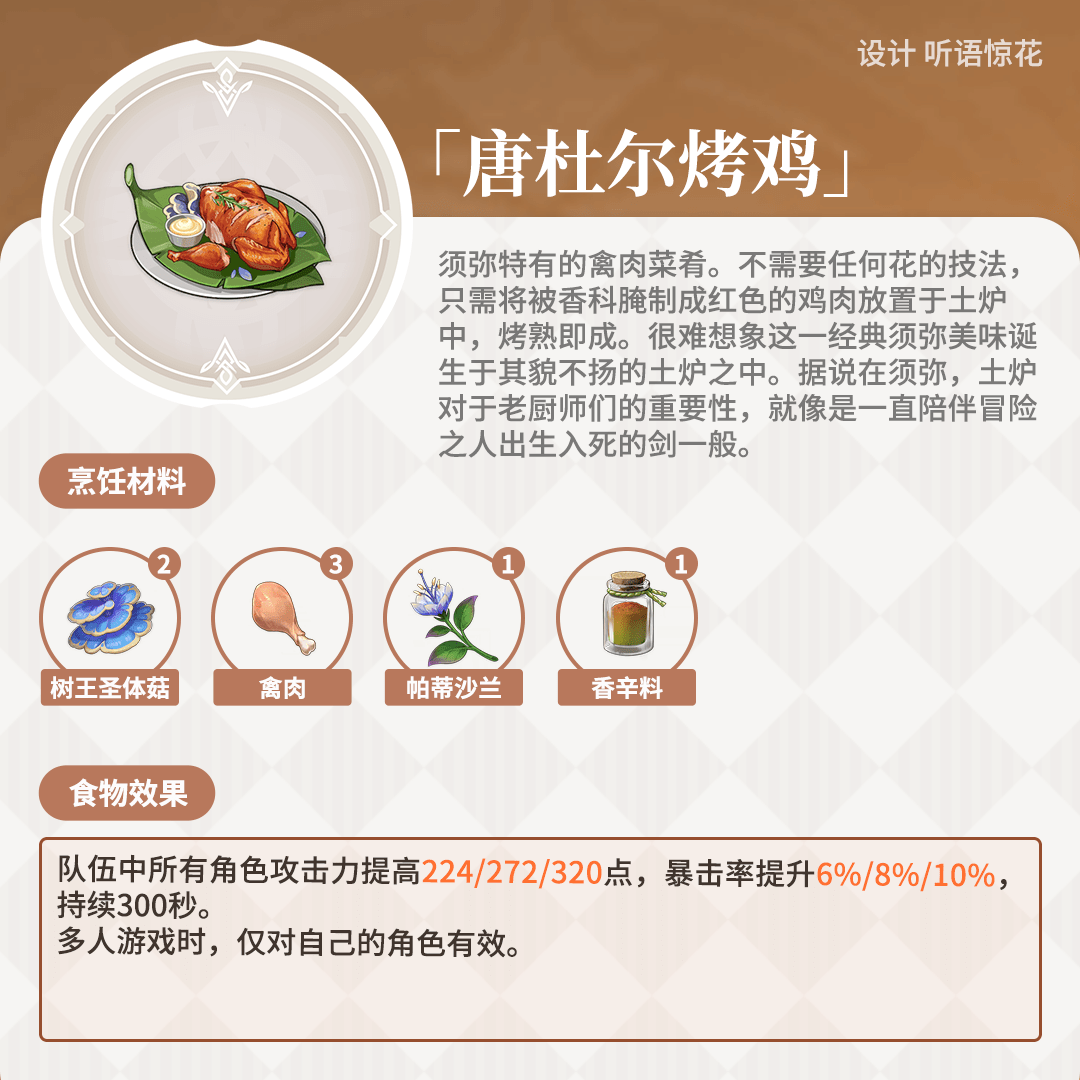 设计 听语惊花
「唐杜尔烤鸡」
须弥特有的禽肉菜肴。不需要任何花的技法，
只需将被香科腌制成红色的鸡肉放置于土炉
中，烤熟即成。很难想象这一经典须弥美味诞
生于其貌不扬的土炉之中。据说在须弥，土炉
对于老厨师们的重要性，就像是一直陪伴冒险
之人出生入死的剑一般。
烹饪材料
2
3
1
1
树王圣体菇
禽肉
帕蒂沙兰
香辛料
食物效果
队伍中所有角色攻击力提高224/272/320点，暴击率提升6%/8%/10%，
持续300秒。
多人游戏时，仅对自己的角色有效。